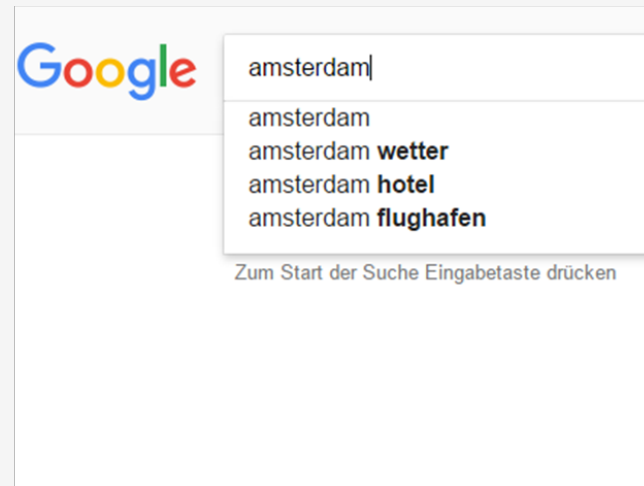 Google
amsterdam
amsterdam
amsterdam wetter
amsterdam hotel
amsterdam flughafen
Zum Start der Suche Eingabetaste drücken